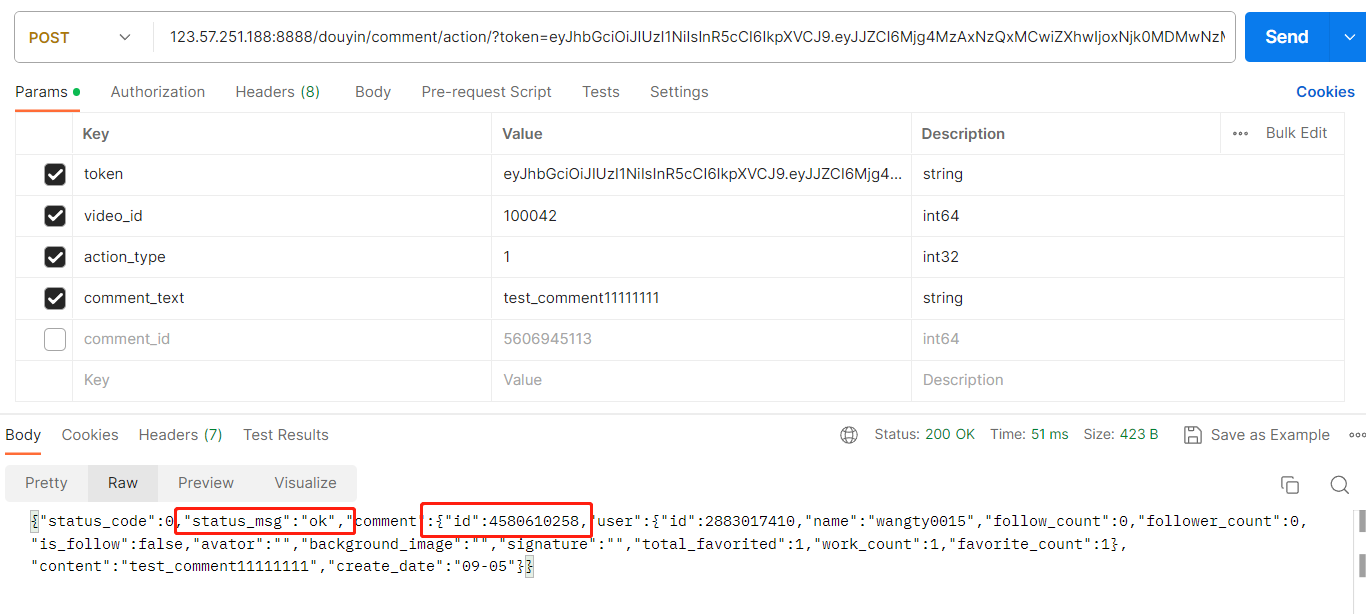 POST 123.57.251.188:8888/douyin/comment/action/?token=eyJhbGciOiJIUzI1NiIsInR5cCI6IkpXVCJ9.eyJJZCI6Mjg4MzAxNzQxMCwiZXhwIjoxNjk0MDMwNzM Send
Params Authorization Headers (8) Body Pre-request Script Tests Settings Cookies
Key Value Description ••• Bulk Edit
token eyJhbGciOiJIUzI1NiIsInR5cCI6IkpXVCJ9.eyJJZCI6Mjg4... string
video_id 100042 int64
action_type 1 int32
comment_text test_comment11111111 string
comment_id 5606945113 int64
Key Value Description
Body Cookies Headers (7) Test Results Status: 200 OK Time: 51 ms Size: 423 B Save as Example
Pretty Raw Preview Visualize
{"status_code":0,"status_msg":"ok","comment":{"id":4580610258,"user":{"id":2883017410,"name":"wangty0015","follow_count":0,"follower_count":0,
"is_follow":false,"avator":"","background_image":"","signature":"","total_favorited":1,"work_count":1,"favorite_count":1},
"content":"test_comment11111111","create_date":"09-05"}}